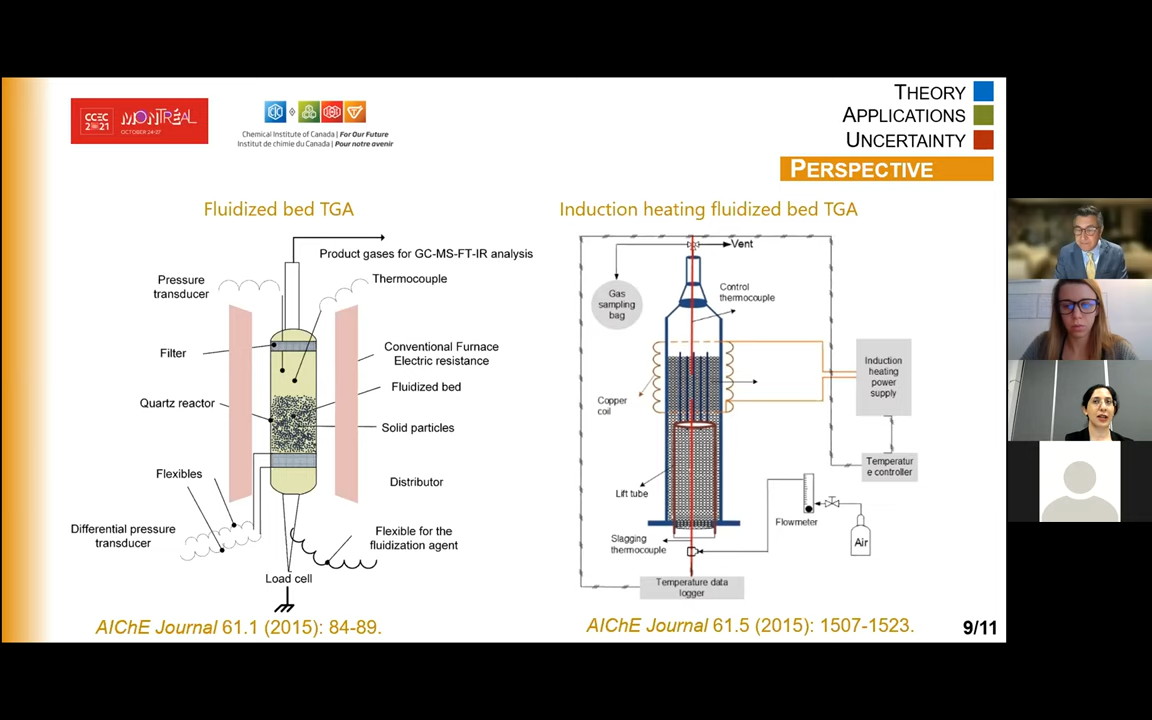 CCEC
2021
MONTRÉAL
OCTOBER 24-27
Chemical Institute of Canada | For Our Future
Institut de chimie du Canada | Pour notre avenir
THEORY
APPLICATIONS
UNCERTAINTY
PERSPECTIVE
Fluidized bed TGA
Product gases for GC-MS-FT-IR analysis
Pressure
transducer
Thermocouple
Filter
Conventional Furnace
Electric resistance
Fluidized bed
Quartz reactor
Solid particles
Flexibles
Distributor
Differential pressure
transducer
Flexible for the
fluidization agent
Load cell
AIChE Journal 61.1 (2015): 84-89.
Induction heating fluidized bed TGA
Vent
Gas
sampling
bag
Control
thermocouple
Induction
heating
power
supply
Copper
coil
Temperatur
e controller
Lift tube
Flowmeter
Air
Slagging
thermocouple
Temperature data
logger
AIChE Journal 61.5 (2015): 1507-1523.
9/11